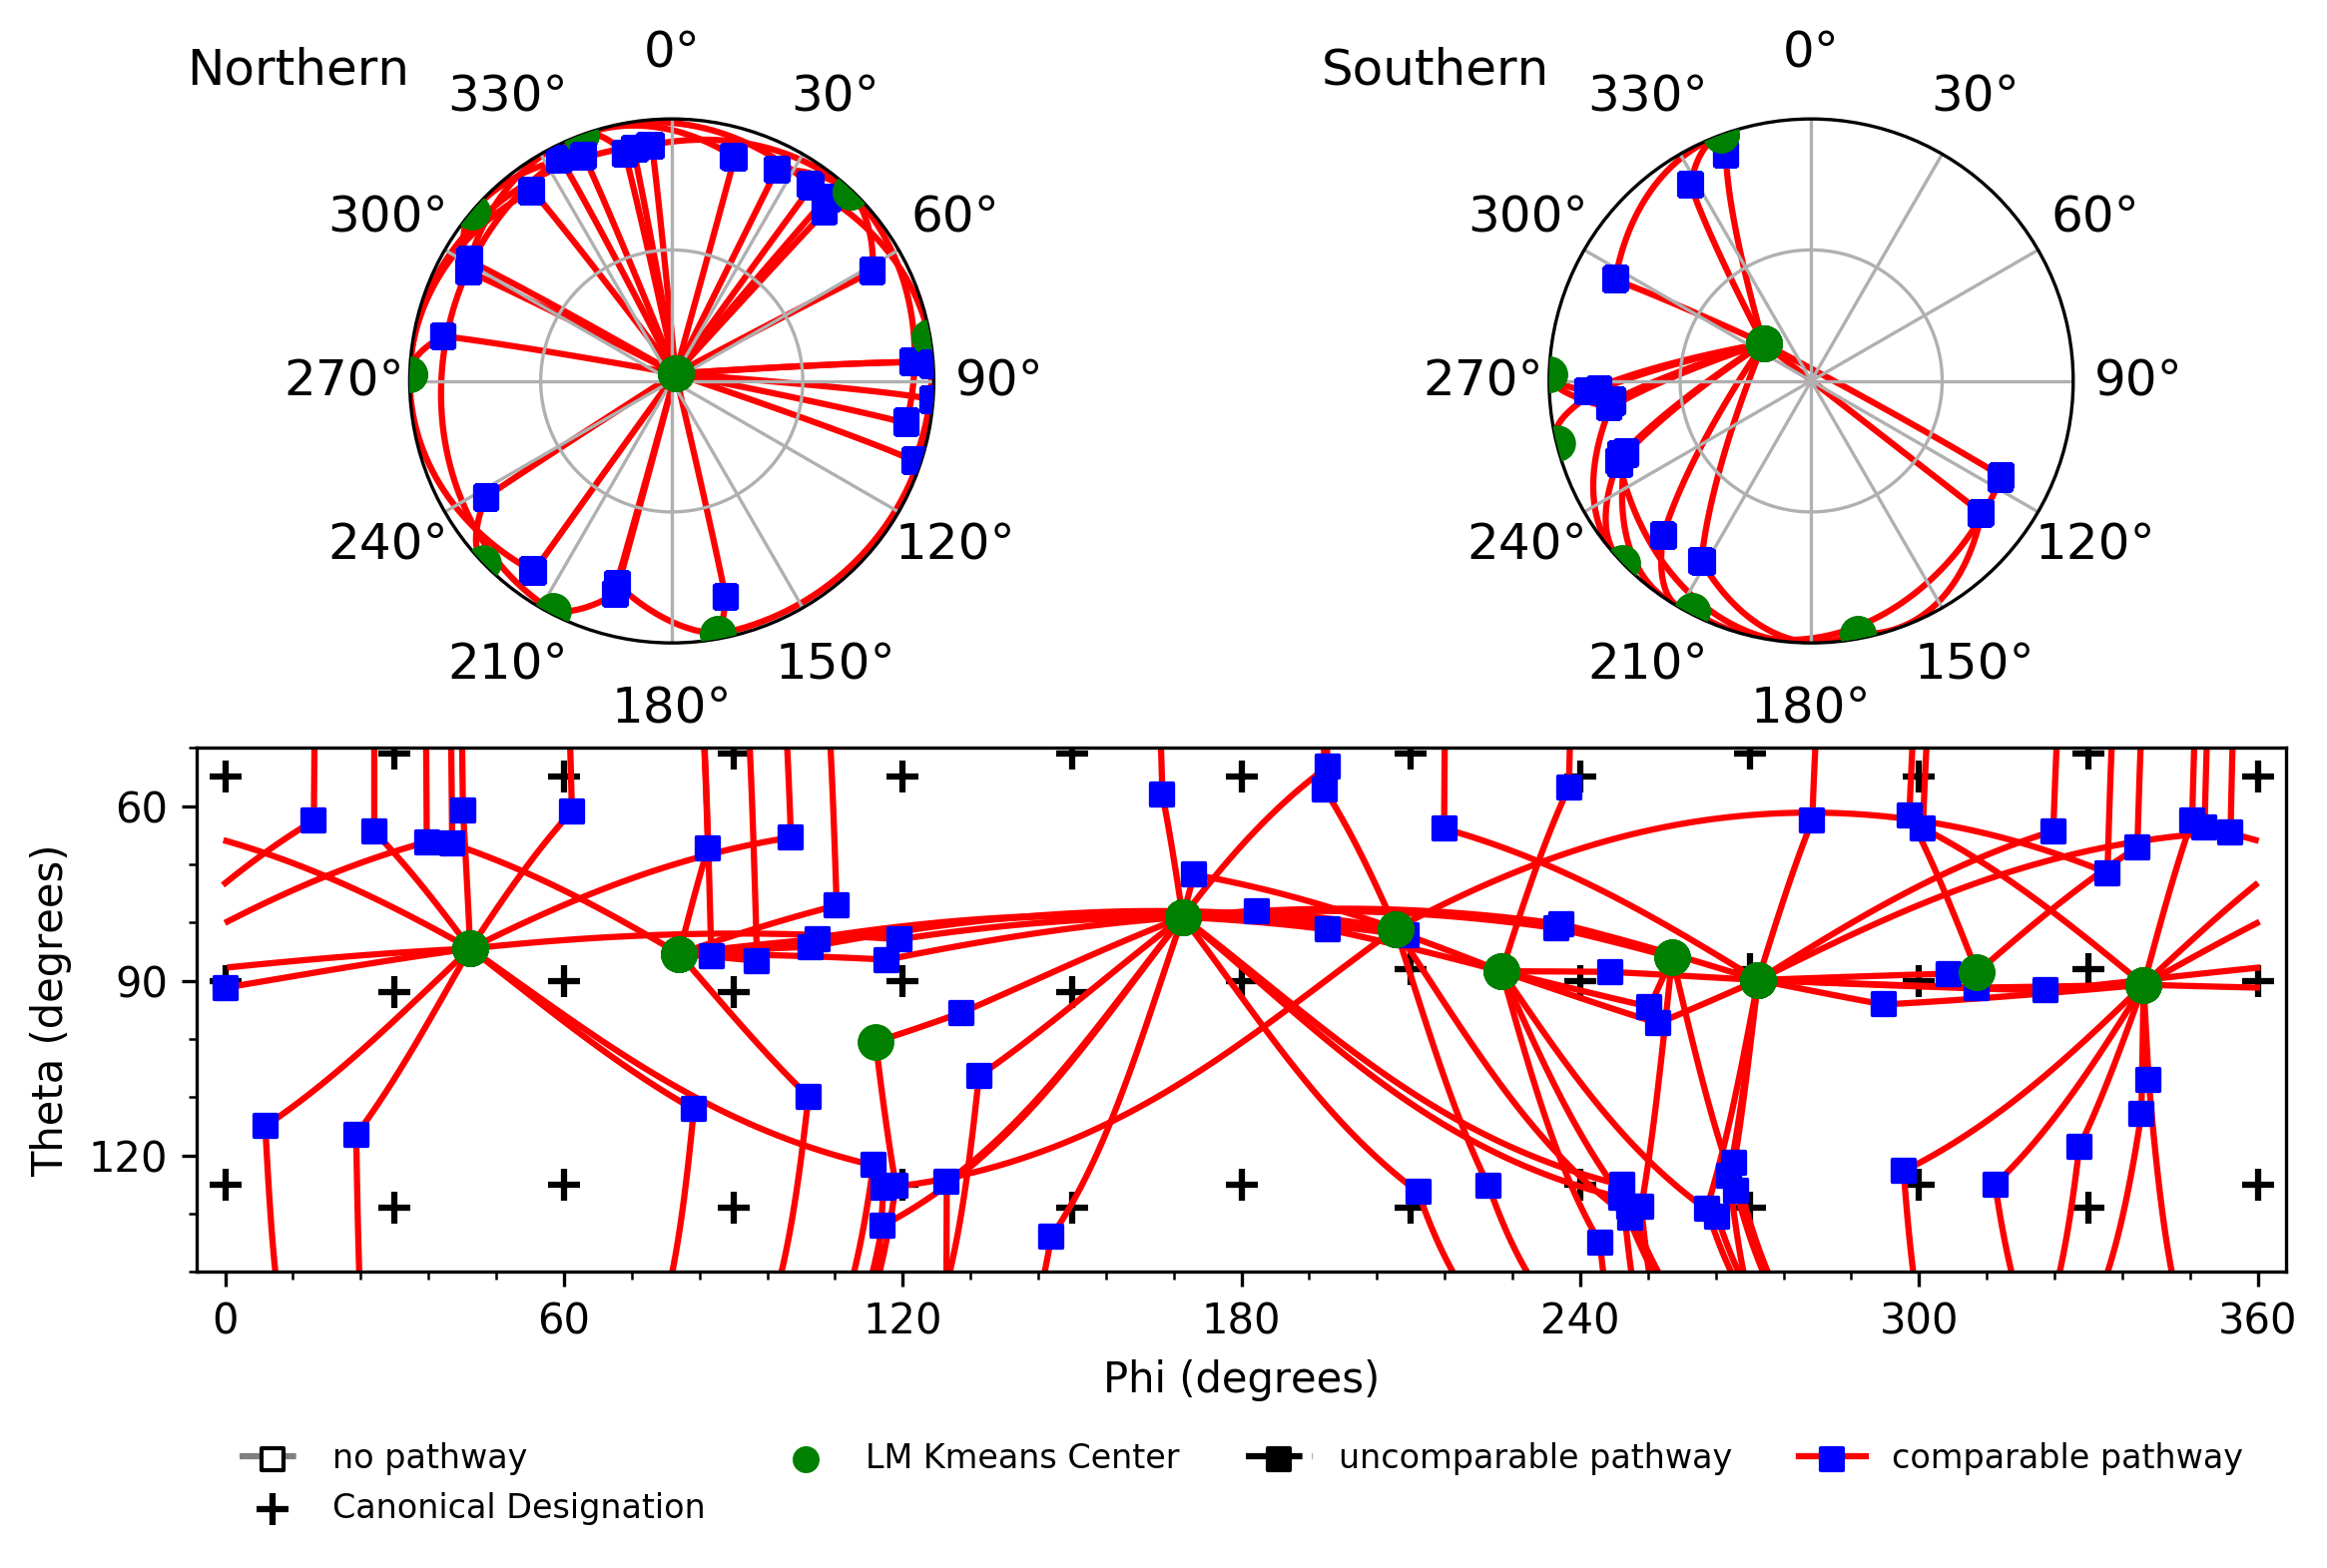 Northern
0°
30°
60°
90°
120°
150°
180°
210°
240°
270°
300°
330°
Southern
0°
30°
60°
90°
120°
150°
180°
210°
240°
270°
300°
330°
Theta (degrees)
60
90
120
0 60 120 180 240 300 360
Phi (degrees)
no pathway
Canonical Designation
LM Kmeans Center
uncomparable pathway
comparable pathway